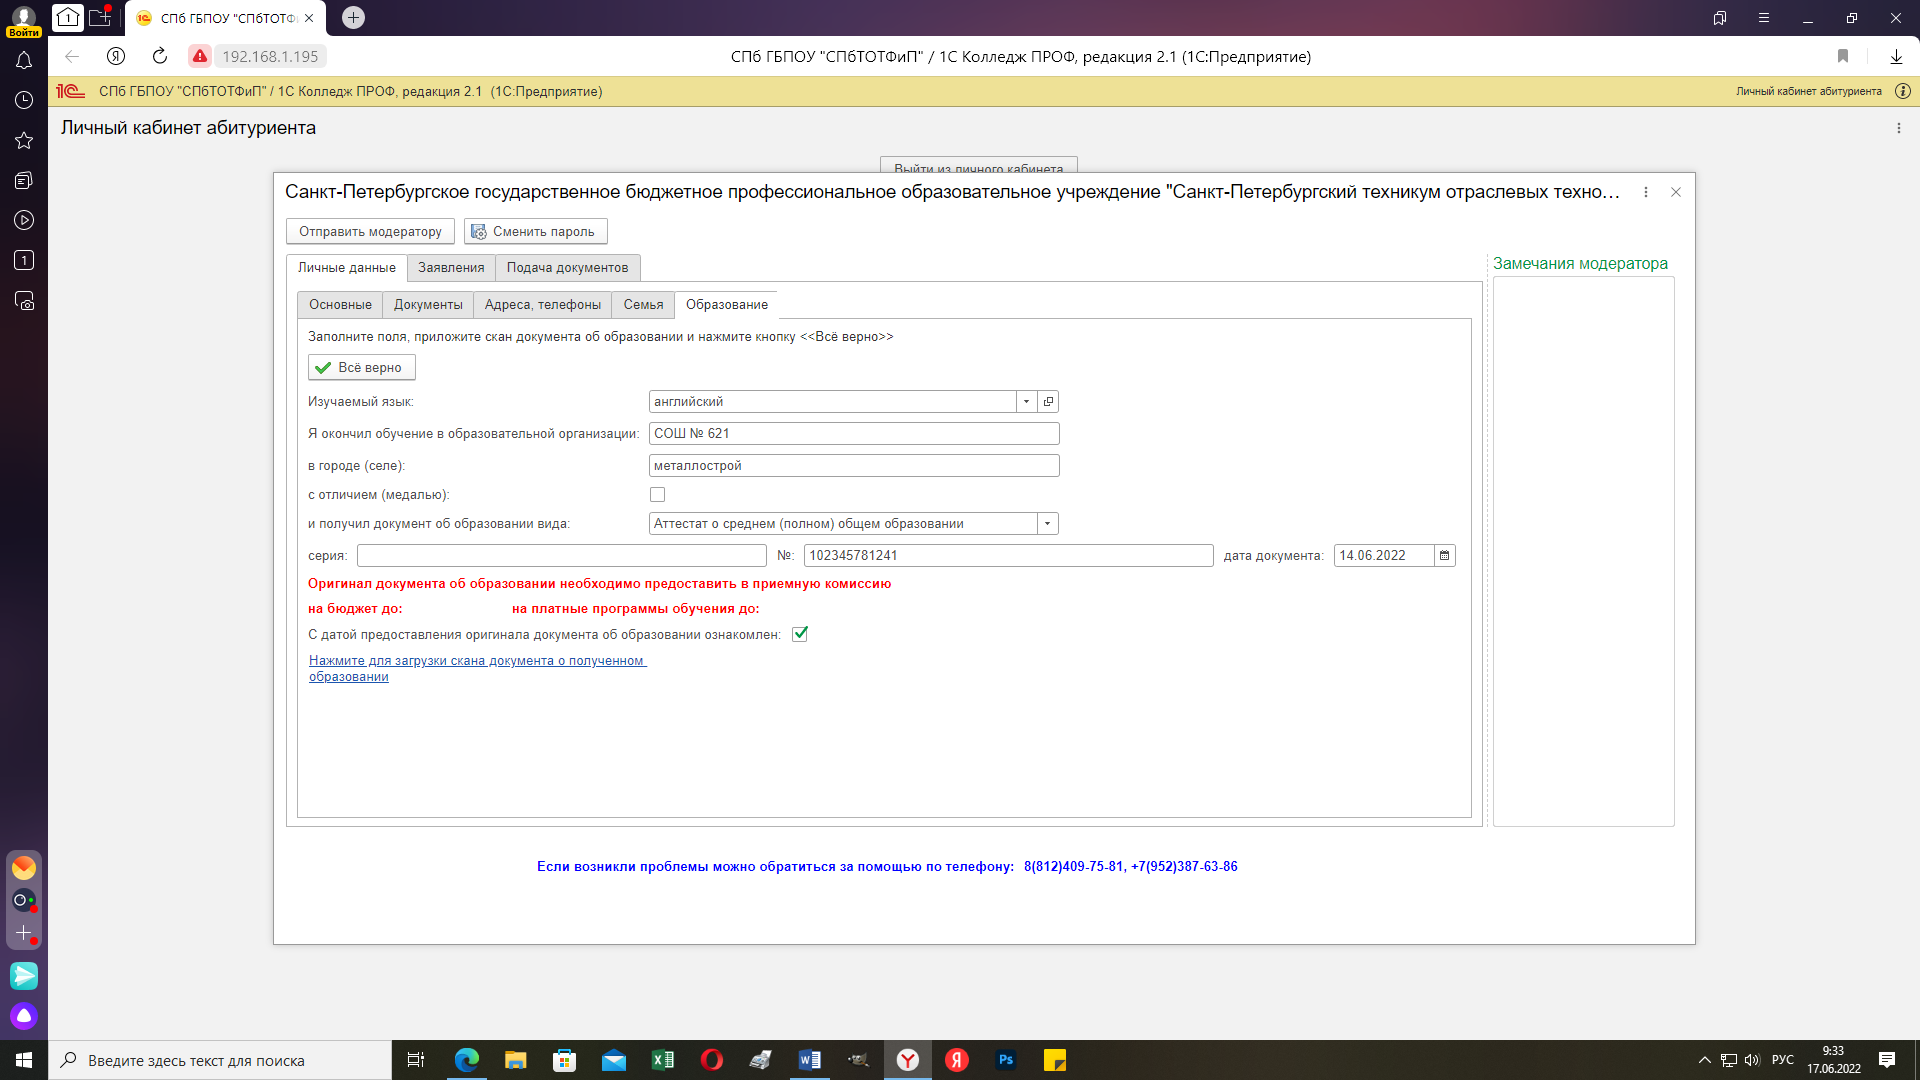 СПб ГБПОУ "СПбТОТФи
Войти
192.168.1.195
СПб ГБПОУ "СПбТОТФиП" / 1С Колледж ПРОФ, редакция 2.1 (1С:Предприятие)
СПб ГБПОУ "СПбТОТФиП" / 1С Колледж ПРОФ, редакция 2.1 (1С:Предприятие)
Личный кабинет абитуриента
Личный кабинет абитуриента
Выйти из личного кабинета
Санкт-Петербургское государственное бюджетное профессиональное образовательное учреждение "Санкт-Петербургский техникум отраслевых техно...
Отправить модератору
Сменить пароль
Личные данные
Заявления
Подача документов
Замечания модератора
Основные
Документы
Адреса, телефоны
Семья
Образование
Заполните поля, приложите скан документа об образовании и нажмите кнопку <<Всё верно>>
Всё верно
Изучаемый язык: английский
Я окончил обучение в образовательной организации: СОШ № 621
в городе (селе): металлострой
с отличием (медалью):
и получил документ об образовании вида: Аттестат о среднем (полном) общем образовании
серия: №: 102345781241 дата документа: 14.06.2022
Оригинал документа об образовании необходимо предоставить в приемную комиссию
на бюджет до: на платные программы обучения до:
С датой предоставления оригинала документа об образовании ознакомлен:
Нажмите для загрузки скана документа о полученном
образовании
Если возникли проблемы можно обратиться за помощью по телефону: 8(812)409-75-81, +7(952)387-63-86
Введите здесь текст для поиска
РУС
9:33
17.06.2022